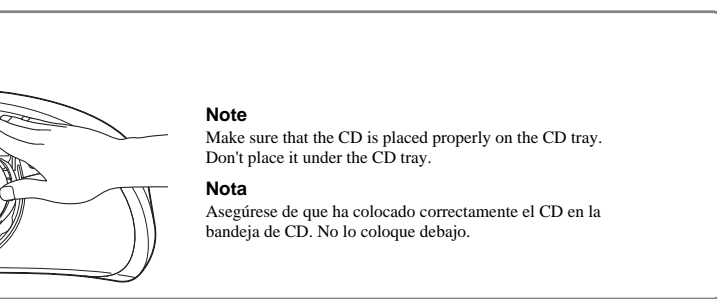 Note
Make sure that the CD is placed properly on the CD tray.
Don't place it under the CD tray.
Nota
Asegúrese de que ha colocado correctamente el CD en la
bandeja de CD. No lo coloque debajo.